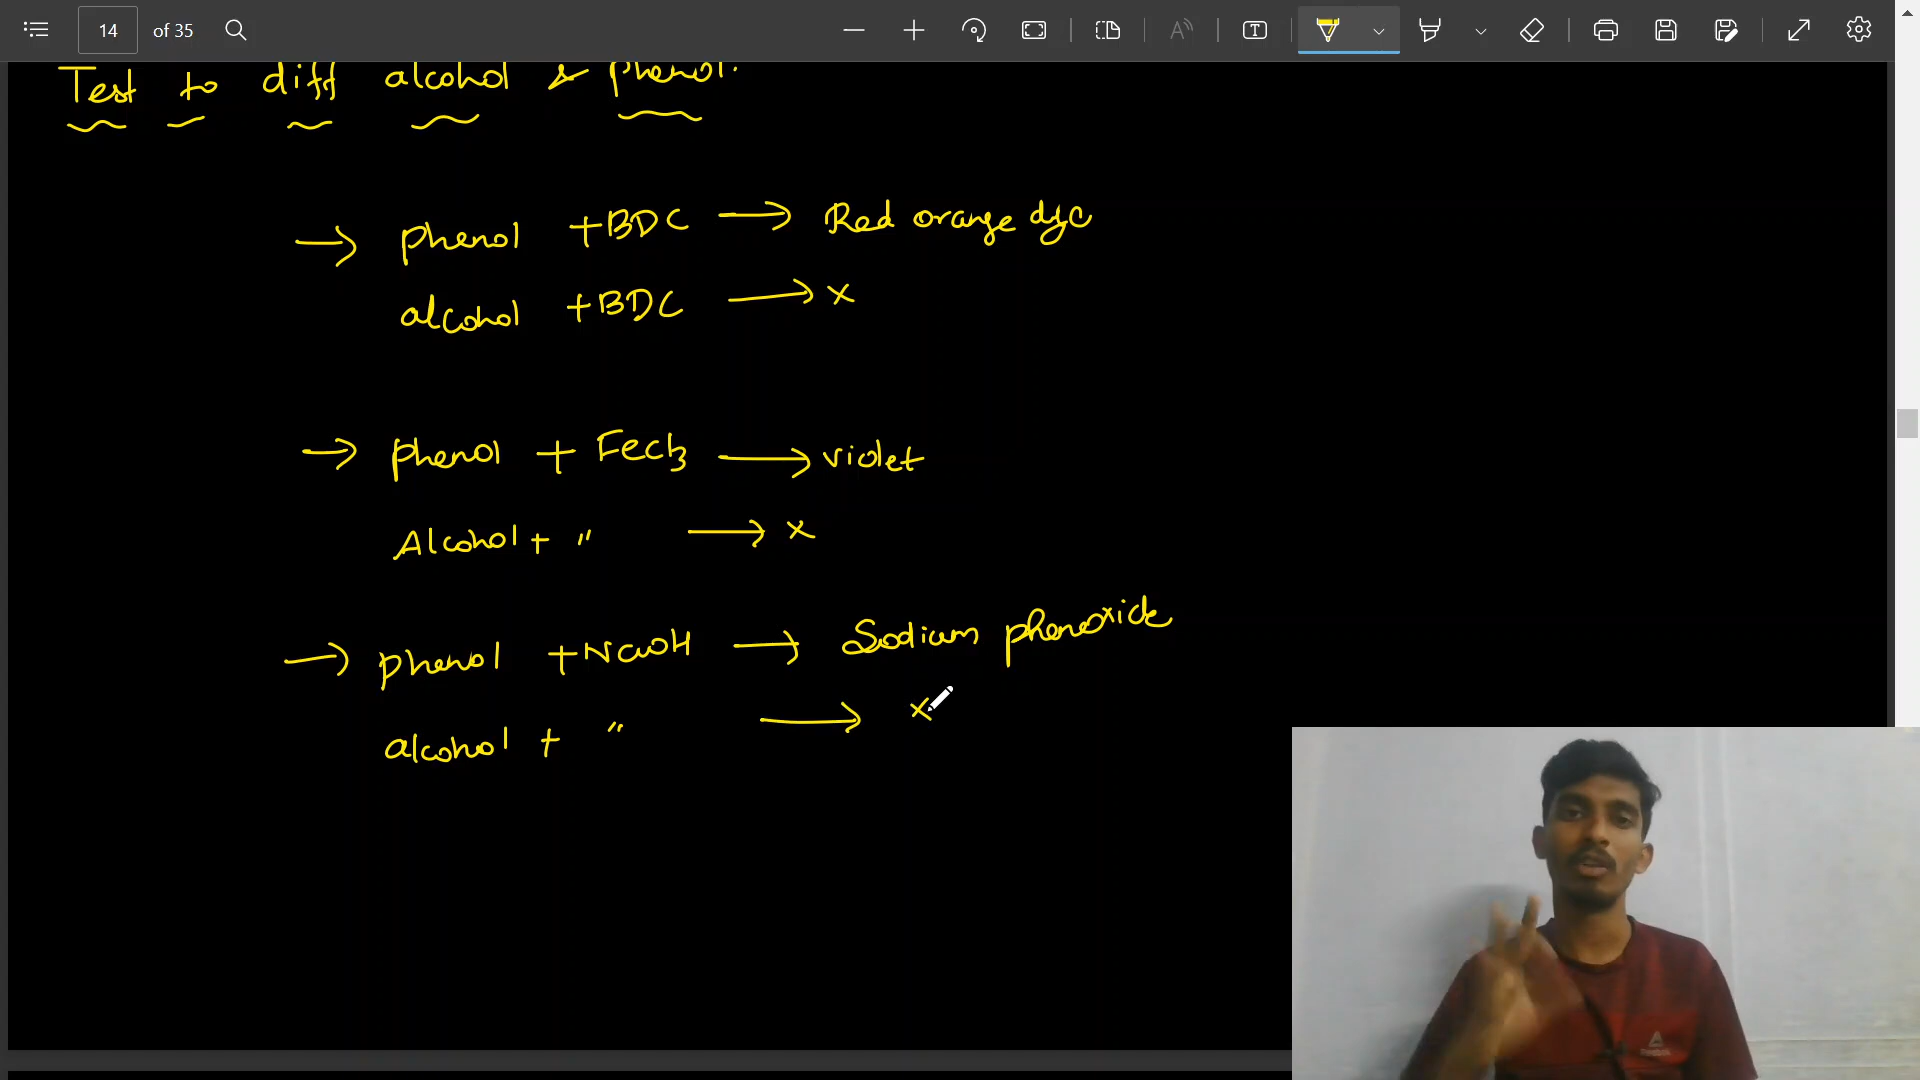 14 of 35
Test to diff alcohol & phenol.
→ phenol + BDC → Red orange dye
alcohol + BDC → x
→ phenol + FeCl3 → violet
Alcohol + " → x
→ phenol + NaOH → Sodium phenoxide
alcohol + " → x